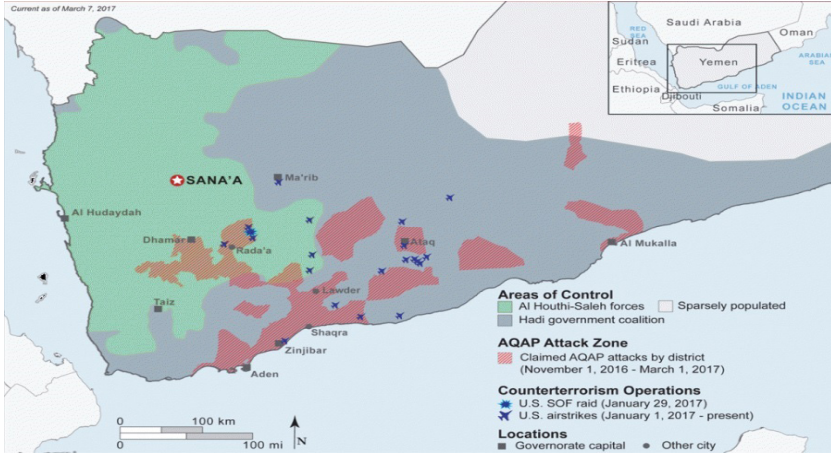 Current as of March 7, 2017
Saudi Arabia
Oman
RED
SEA
Sudan
Eritrea
Yemen
ARABIAN
SEA
Ethiopia
GULF OF ADEN
Djibouti
Somalia
INDIAN
OCEAN
SANA'A
Ma'rib
Al Hudaydah
Dhamar
Rada'a
Ataq
Al Mukalla
Lawder
Taiz
Shaqra
Zinjibar
Aden
Areas of Control
Al Houthi-Saleh forces
Sparsely populated
Hadi government coalition
AQAP Attack Zone
Claimed AQAP attacks by district
(November 1, 2016 - March 1, 2017)
Counterterrorism Operations
U.S. SOF raid (January 29, 2017)
U.S. airstrikes (January 1, 2017 - present)
Locations
Governorate capital
Other city
0 100 km
0 100 mi
N